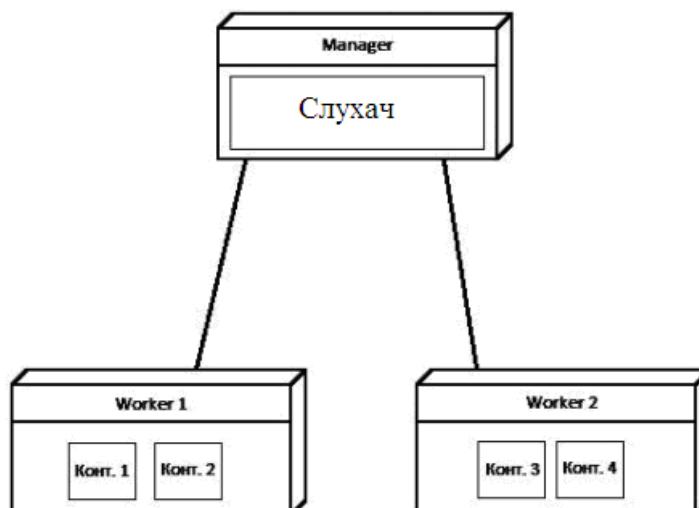 Manager
Слухач
Worker 1
Worker 2
Конт. 1
Конт. 2
Конт. 3
Конт. 4